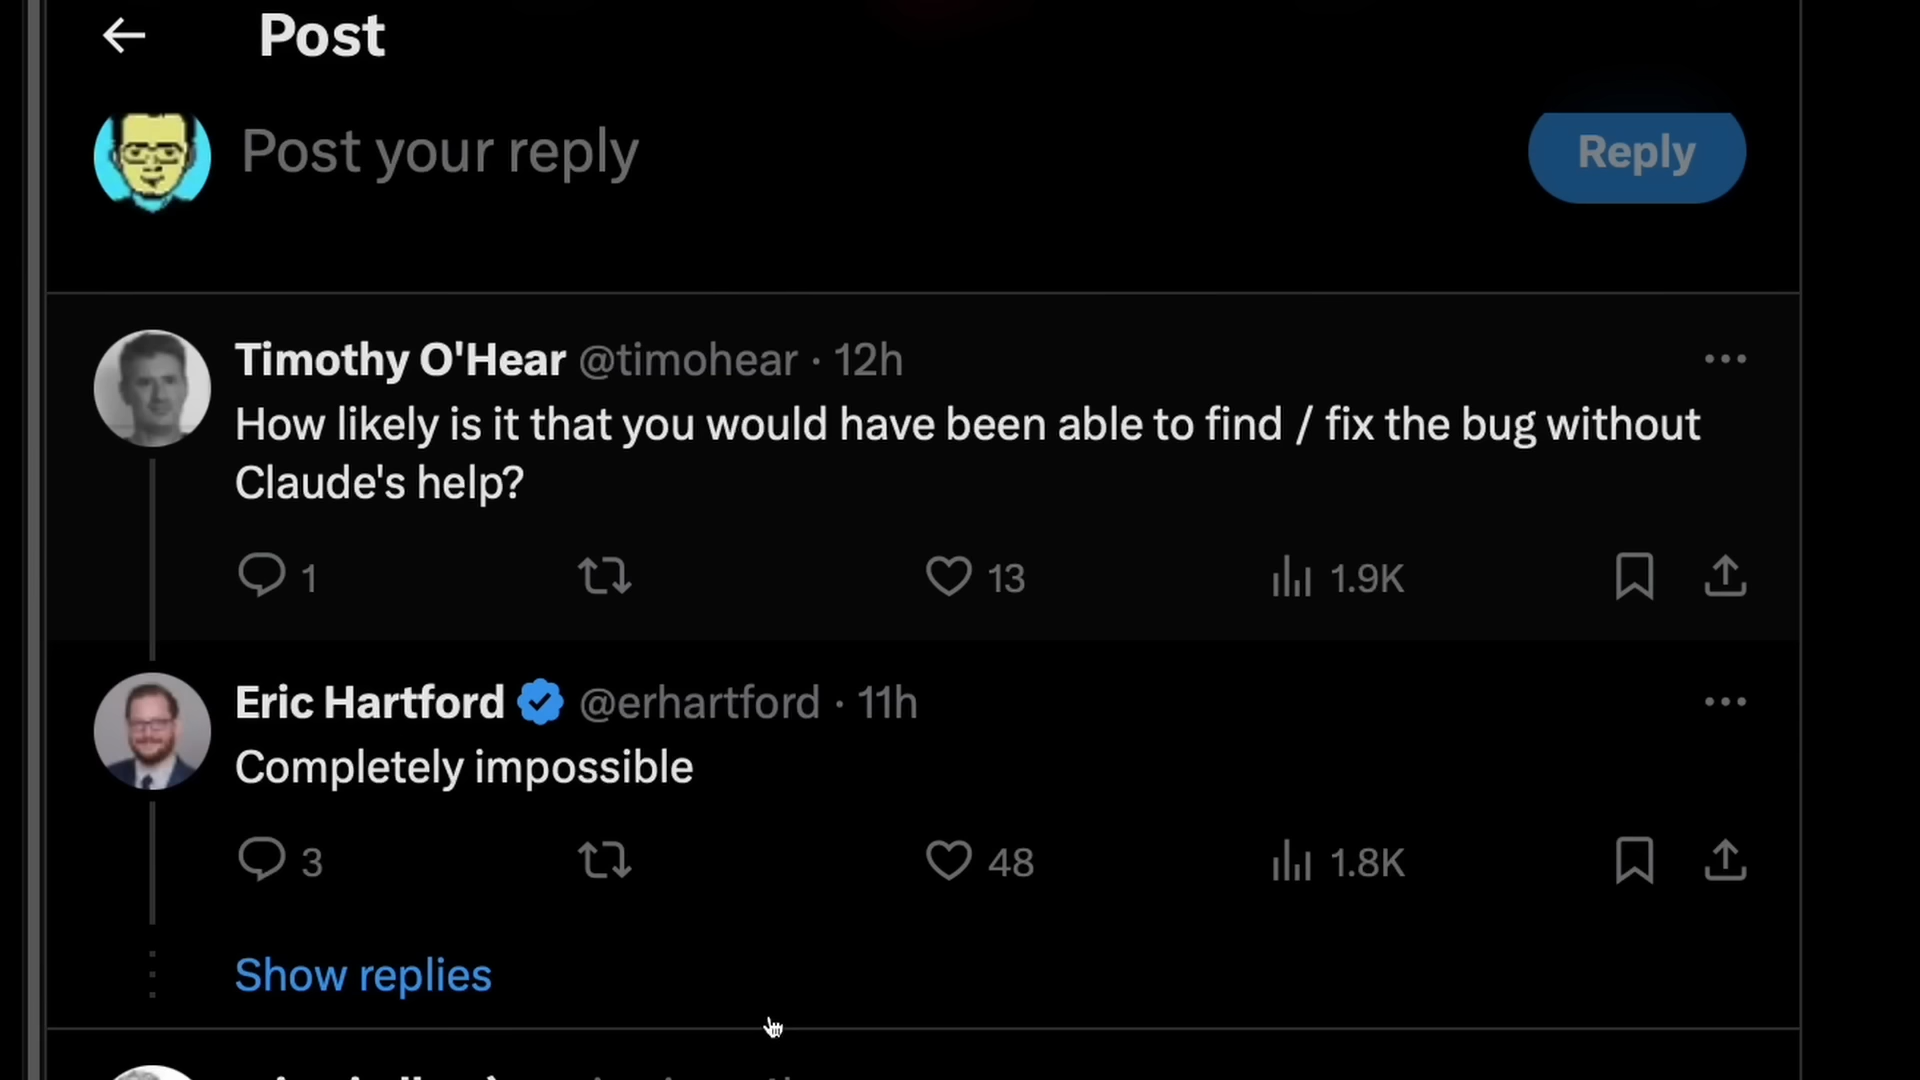 Post
Post your reply
Reply
Timothy O'Hear @timohear · 12h
How likely is it that you would have been able to find / fix the bug without
Claude's help?
1 13 1.9K
Eric Hartford @erhartford · 11h
Completely impossible
3 48 1.8K
Show replies